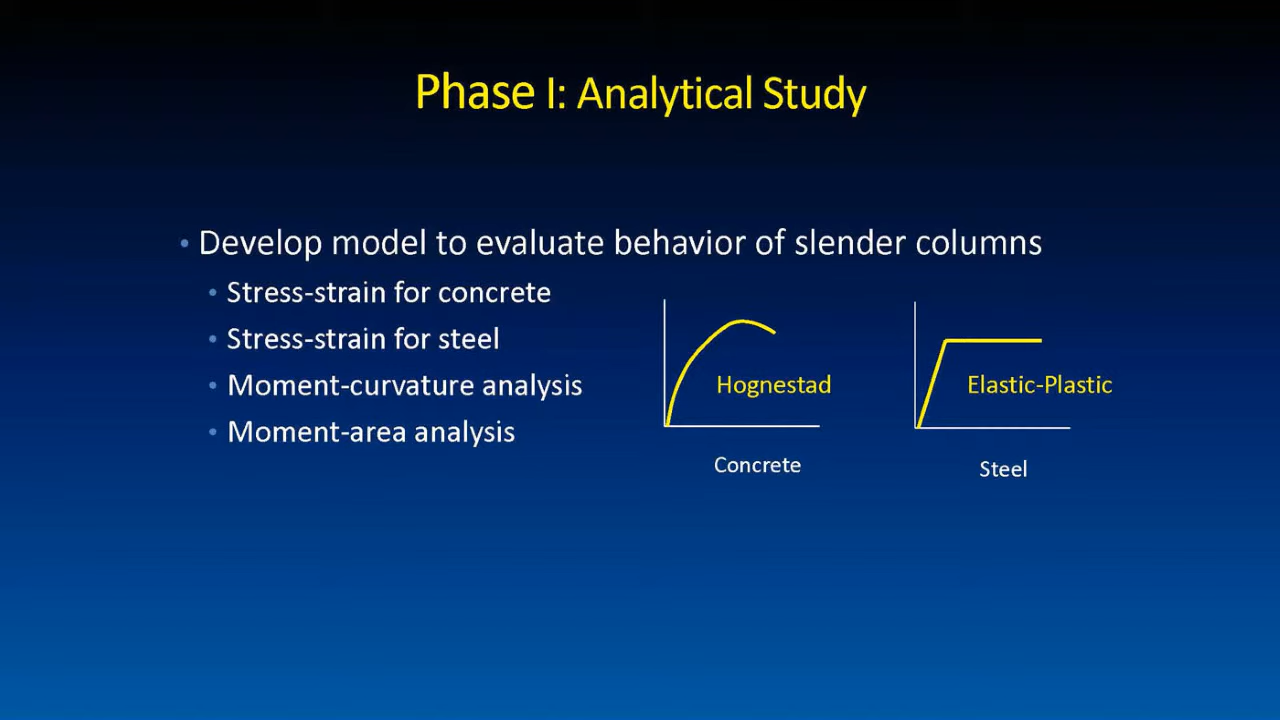 Phase I: Analytical Study
• Develop model to evaluate behavior of slender columns
• Stress-strain for concrete
• Stress-strain for steel
• Moment-curvature analysis
• Moment-area analysis
Hognestad
Concrete
Elastic-Plastic
Steel